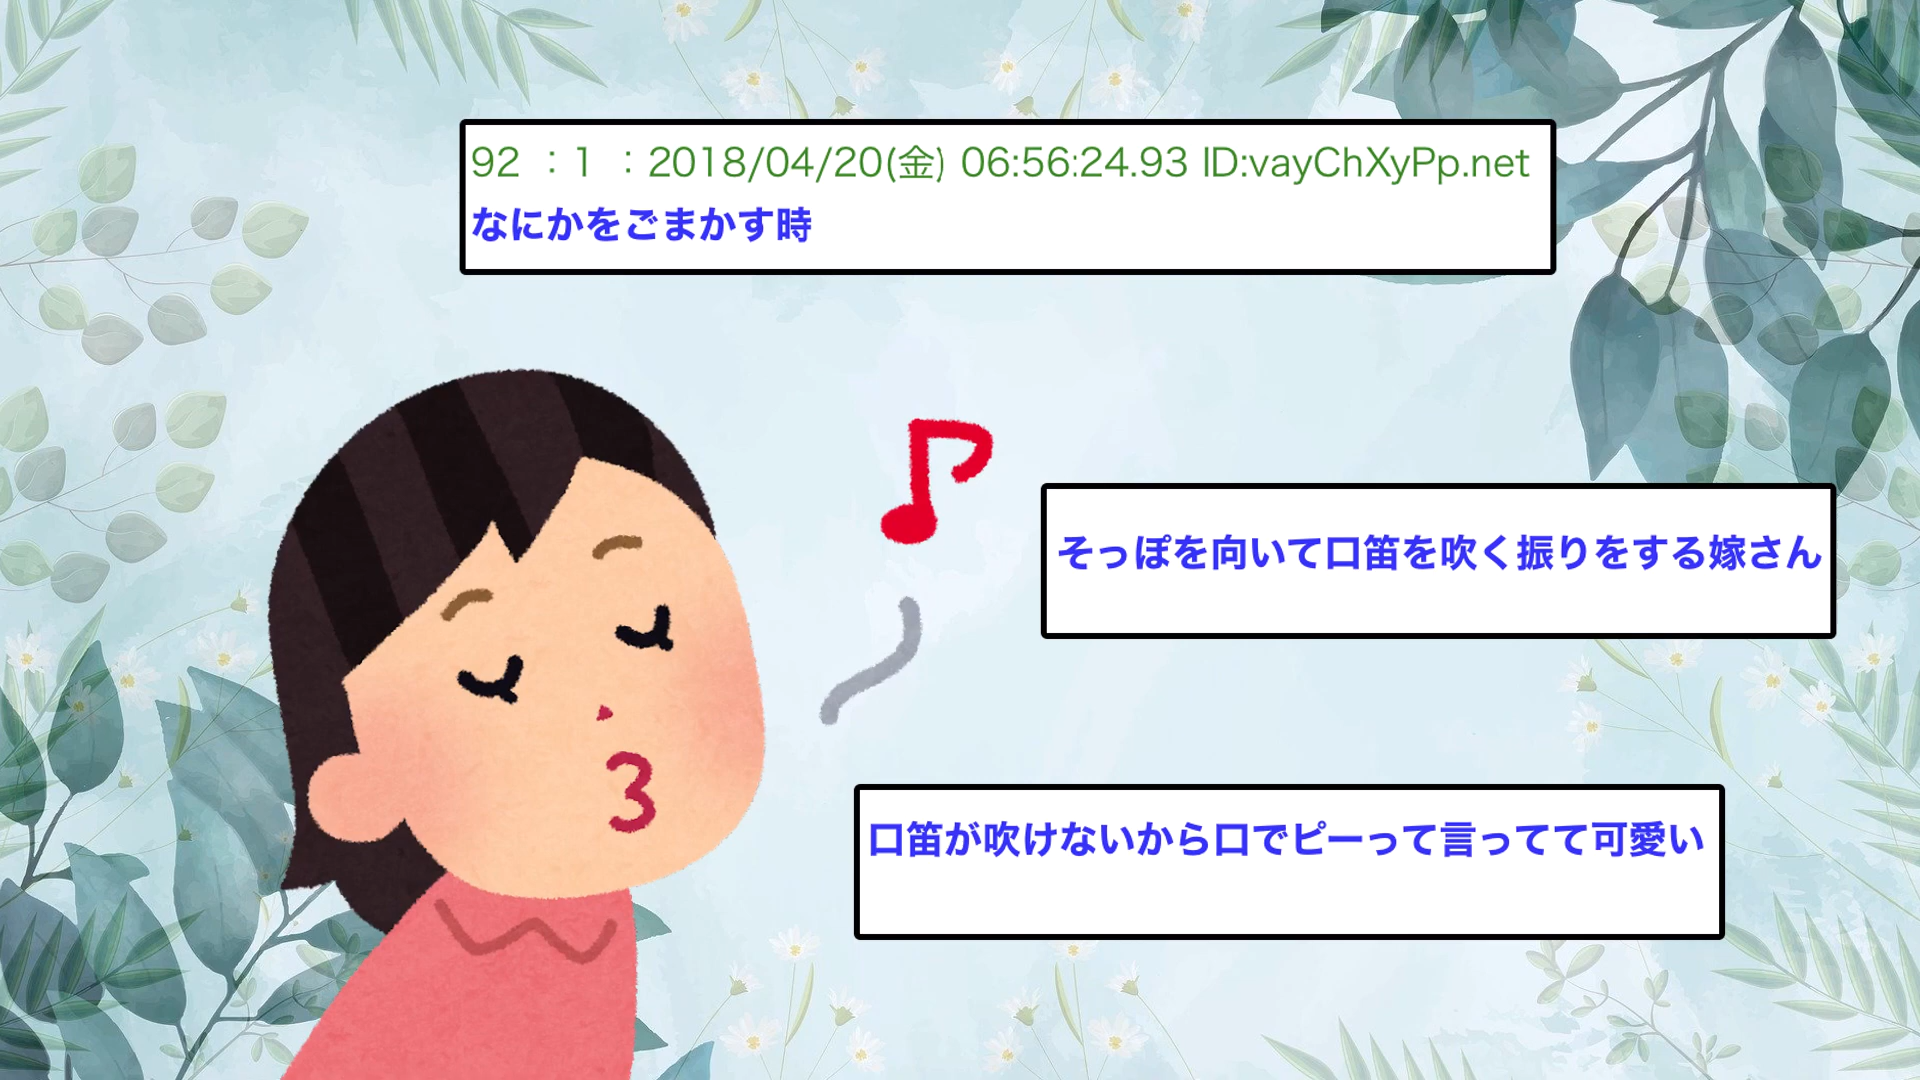 92 ：1 ：2018/04/20(金) 06:56:24.93 ID:vayChXyPp.net
なにかをごまかす時
そっぽを向いて口笛を吹く振りをする嫁さん
口笛が吹けないから口でピーって言ってて可愛い